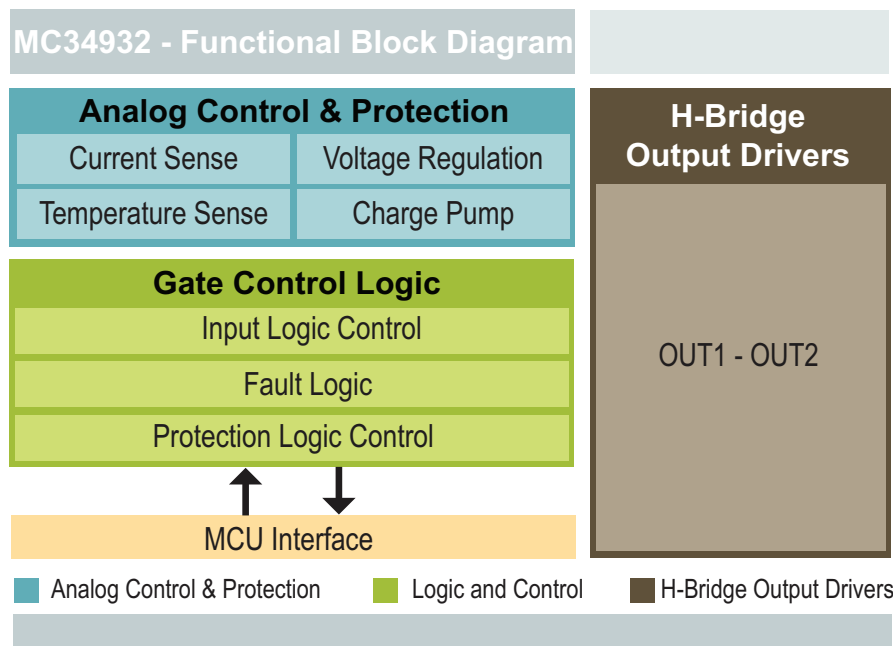 MC34932 - Functional Block Diagram
Analog Control & Protection
Current Sense
Voltage Regulation
Temperature Sense
Charge Pump
Gate Control Logic
Input Logic Control
Fault Logic
Protection Logic Control
MCU Interface
H-Bridge
Output Drivers
OUT1 - OUT2
Analog Control & Protection
Logic and Control
H-Bridge Output Drivers